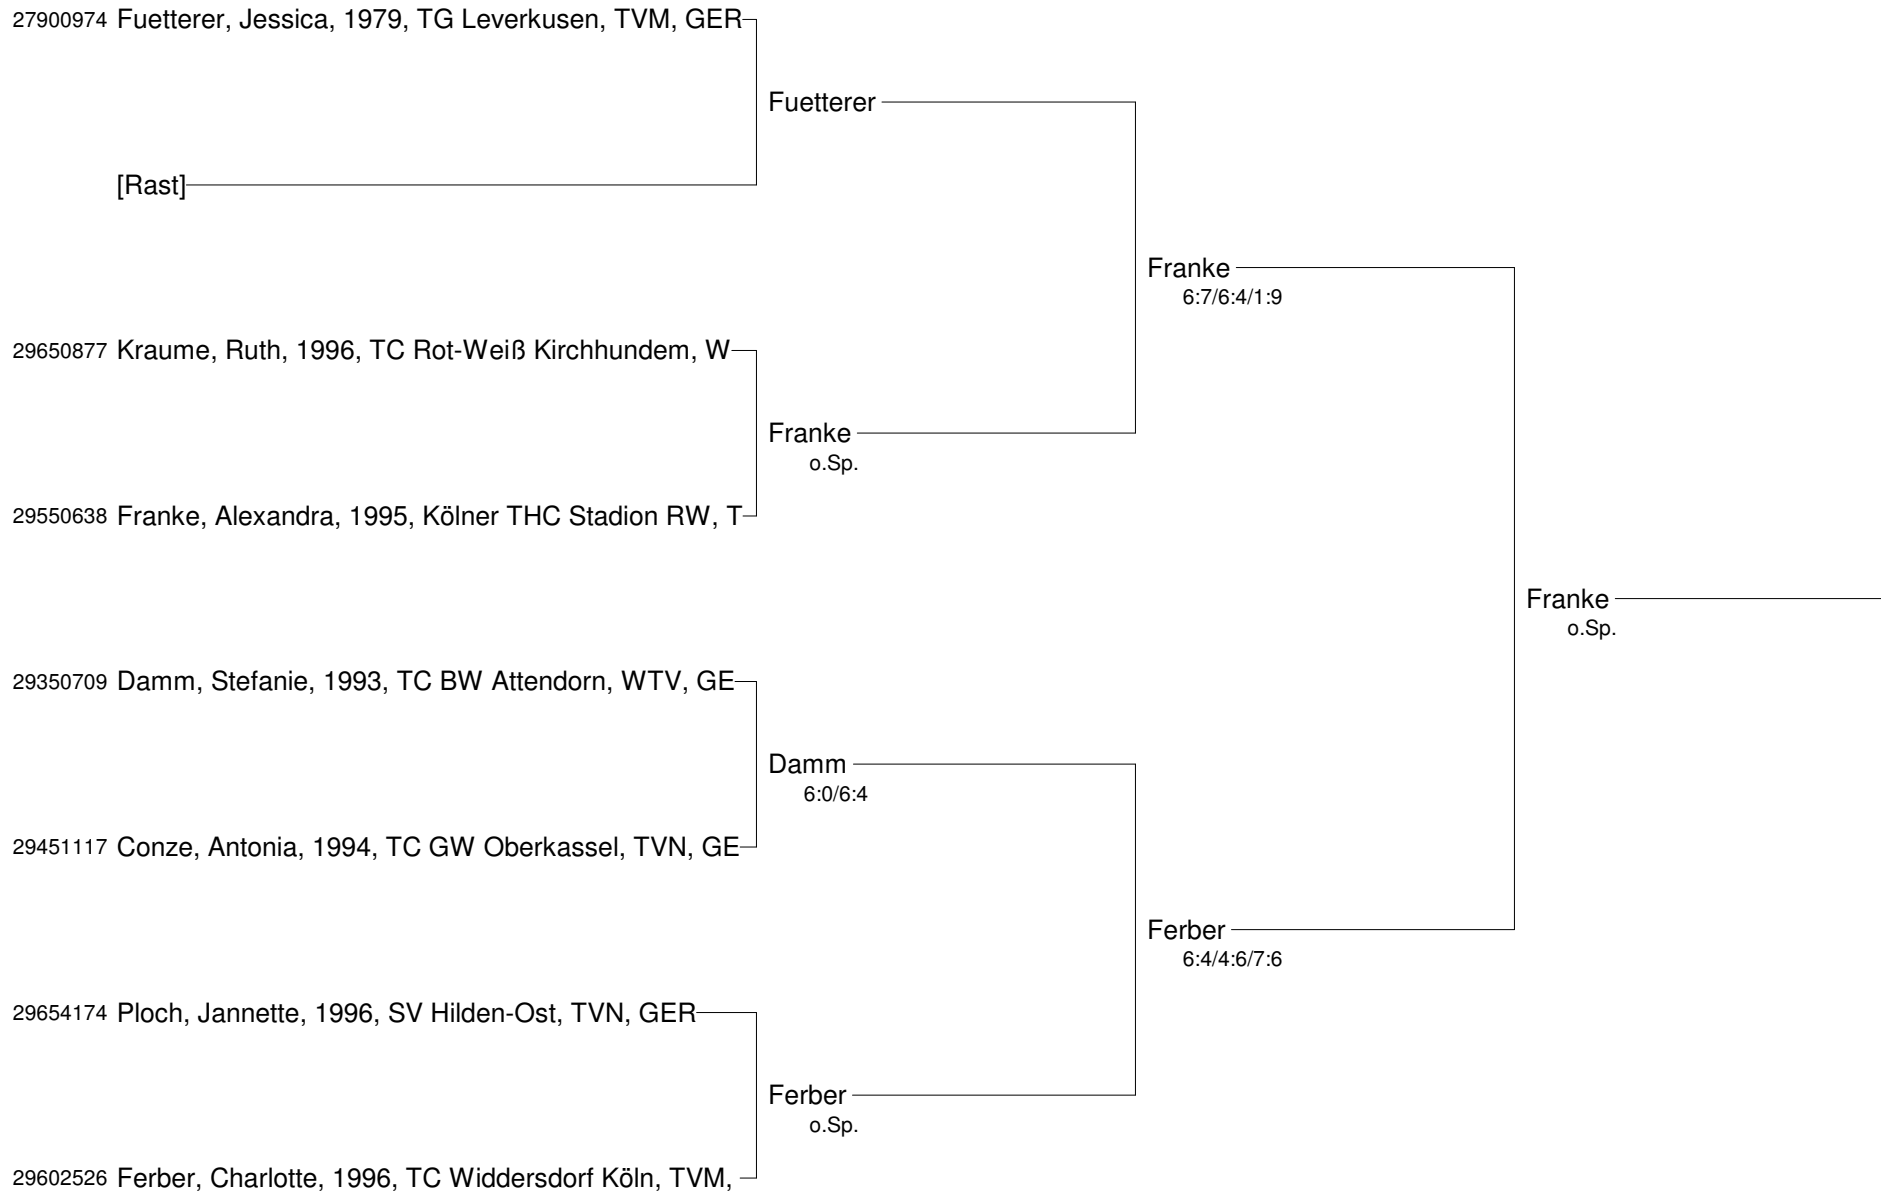 27900974 Fuetterer, Jessica, 1979, TG Leverkusen, TVM, GER
Fuetterer
[Rast]
Franke
6:7/6:4/1:9
29650877 Kraume, Ruth, 1996, TC Rot-Weiß Kirchhundem, W
Franke
o.Sp.
29550638 Franke, Alexandra, 1995, Kölner THC Stadion RW, T
Franke
o.Sp.
29350709 Damm, Stefanie, 1993, TC BW Attendorn, WTV, GE
Damm
6:0/6:4
29451117 Conze, Antonia, 1994, TC GW Oberkassel, TVN, GE
Ferber
6:4/4:6/7:6
29654174 Ploch, Jannette, 1996, SV Hilden-Ost, TVN, GER
Ferber
o.Sp.
29602526 Ferber, Charlotte, 1996, TC Widdersdorf Köln, TVM,